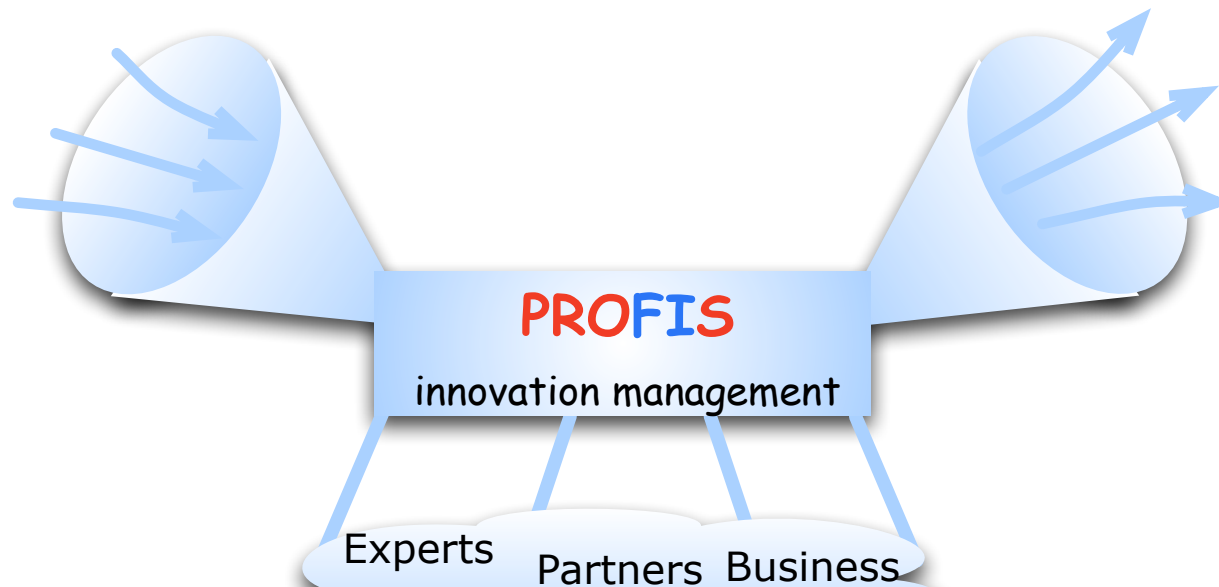 PROFIS
innovation management
Experts
Partners
Business